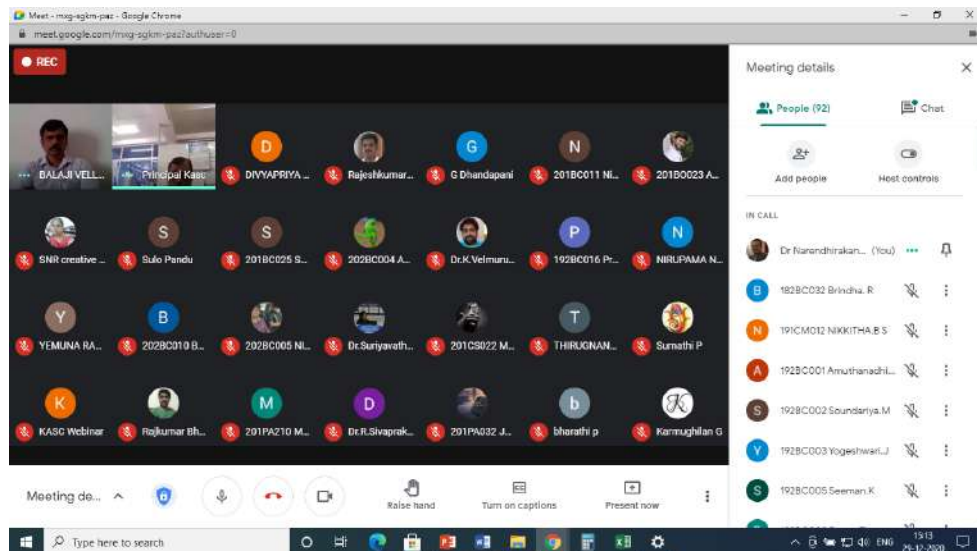 Meet - mxg-sgkm-paz - Google Chrome
meet.google.com/mxg-sgkm-paz?authuser=0
REC
Meeting details
People (92)
Chat
Add people
Host controls
IN CALL
Dr Narendhirakan... (You)
182BC032 Brindha. R
191CM012 NIKKITHA.B S
192BC001 Amuthanadhi...
192BC002 Soundariya.M
192BC003 Yogeshwari.J
192BC005 Seeman.K
BALAJI VELL...
Principal Kasc
DIVYAPRIYA ...
Rajeshkumar...
G Dhandapani
201BC011 Ni...
201BO023 A...
SNR creative ...
Sulo Pandu
201BC025 S...
202BC004 A...
Dr.K.Velmuru...
192BC016 Pr...
NIRUPAMA N...
YEMUNA RA...
202BC010 B...
202BC005 NI...
Dr.Suriyavath...
201CS022 M...
THIRUGNAN...
Sumathi P
KASC Webinar
Rajkumar Bh...
201PA210 M...
Dr.R.Sivaprak...
201PA032 J...
bharathi p
Karmughilan G
Meeting de...
Raise hand
Turn on captions
Present now
Type here to search
ENG
15:13
29-12-2020